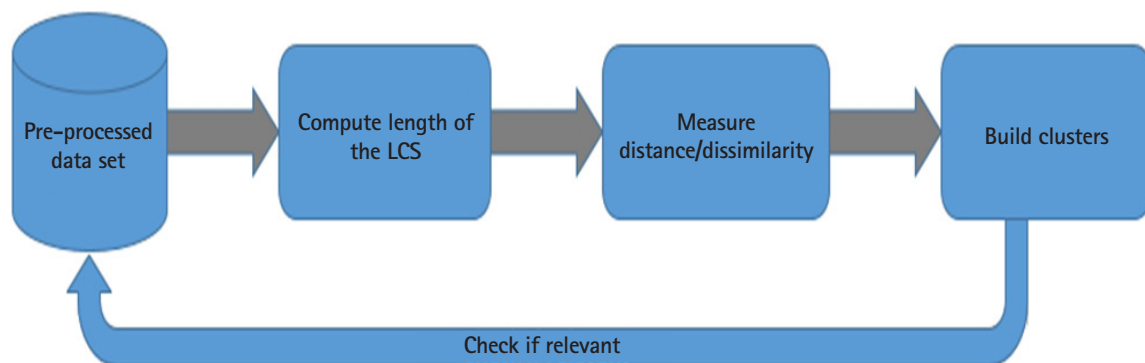 Pre-processed
data set
Compute length of
the LCS
Measure
distance/dissimilarity
Build clusters
Check if relevant